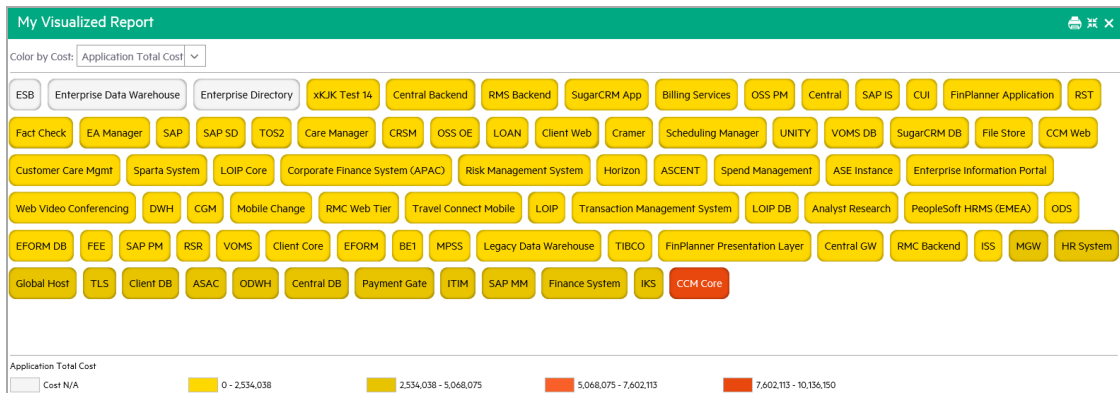 My Visualized Report
Color by Cost: Application Total Cost
ESB Enterprise Data Warehouse Enterprise Directory xKJK Test 14 Central Backend RMS Backend SugarCRM App Billing Services OSS PM Central SAP IS CUI FinPlanner Application RST
Fact Check EA Manager SAP SAP SD TOS2 Care Manager CRSM OSS OE LOAN Client Web Cramer Scheduling Manager UNITY VOMS DB SugarCRM DB File Store CCM Web
Customer Care Mgmt Sparta System LOIP Core Corporate Finance System (APAC) Risk Management System Horizon ASCENT Spend Management ASE Instance Enterprise Information Portal
Web Video Conferencing DWH CGM Mobile Change RMC Web Tier Travel Connect Mobile LOIP Transaction Management System LOIP DB Analyst Research PeopleSoft HRMS (EMEA) ODS
EFORM DB FEE SAP PM RSR VOMS Client Core EFORM BE1 MPSS Legacy Data Warehouse TIBCO FinPlanner Presentation Layer Central GW RMC Backend ISS MGW HR System
Global Host TLS Client DB ASAC ODWH Central DB Payment Gate ITIM SAP MM Finance System IKS CCM Core
Application Total Cost
Cost N/A 0 - 2,534,038 2,534,038 - 5,068,075 5,068,075 - 7,602,113 7,602,113 - 10,136,150